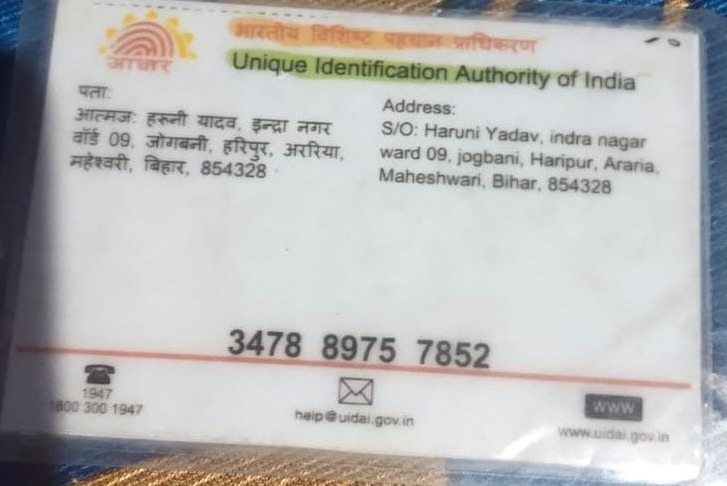 आधार
भारतीय विशिष्ट पहचान प्राधिकरण
Unique Identification Authority of India
पता:
आत्मज: हरुनी यादव, इन्द्रा नगर
वॉर्ड 09, जोगबनी, हरिपुर, अररिया,
महेश्वरी, बिहार, 854328
Address:
S/O: Haruni Yadav, indra nagar
ward 09, jogbani, Haripur, Araria,
Maheshwari, Bihar, 854328
3478 8975 7852
1947
1800 300 1947
help@uidai.gov.in
WWW
www.uidai.gov.in